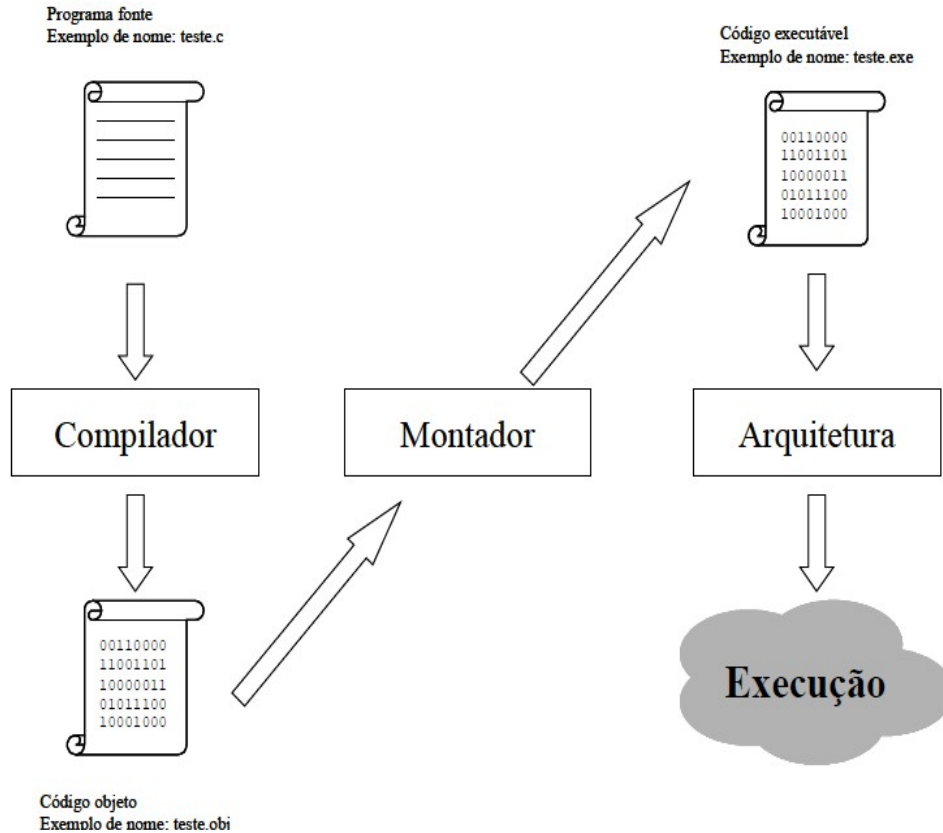 Programa fonte
Exemplo de nome: teste.c
Código executável
Exemplo de nome: teste.exe
00110000
11001101
10000011
01011100
10001000
Compilador
Montador
Arquitetura
00110000
11001101
10000011
01011100
10001000
Execução
Código objeto
Exemplo de nome: teste.obj